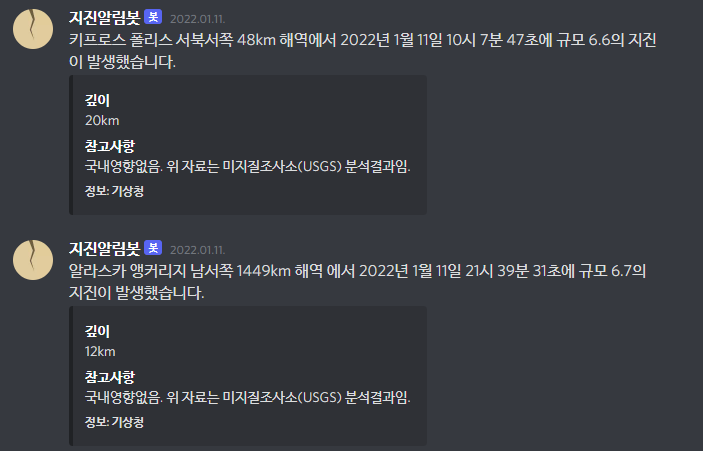 지진알림봇 봇 2022.01.11.
키프로스 폴리스 서북서쪽 48km 해역에서 2022년 1월 11일 10시 7분 47초에 규모 6.6의 지진
이 발생했습니다.
깊이
20km
참고사항
국내영향없음. 위 자료는 미지질조사소(USGS) 분석결과임.
정보: 기상청
지진알림봇 봇 2022.01.11.
알라스카 앵커리지 남서쪽 1449km 해역 에서 2022년 1월 11일 21시 39분 31초에 규모 6.7의
지진이 발생했습니다.
깊이
12km
참고사항
국내영향없음. 위 자료는 미지질조사소(USGS) 분석결과임.
정보: 기상청